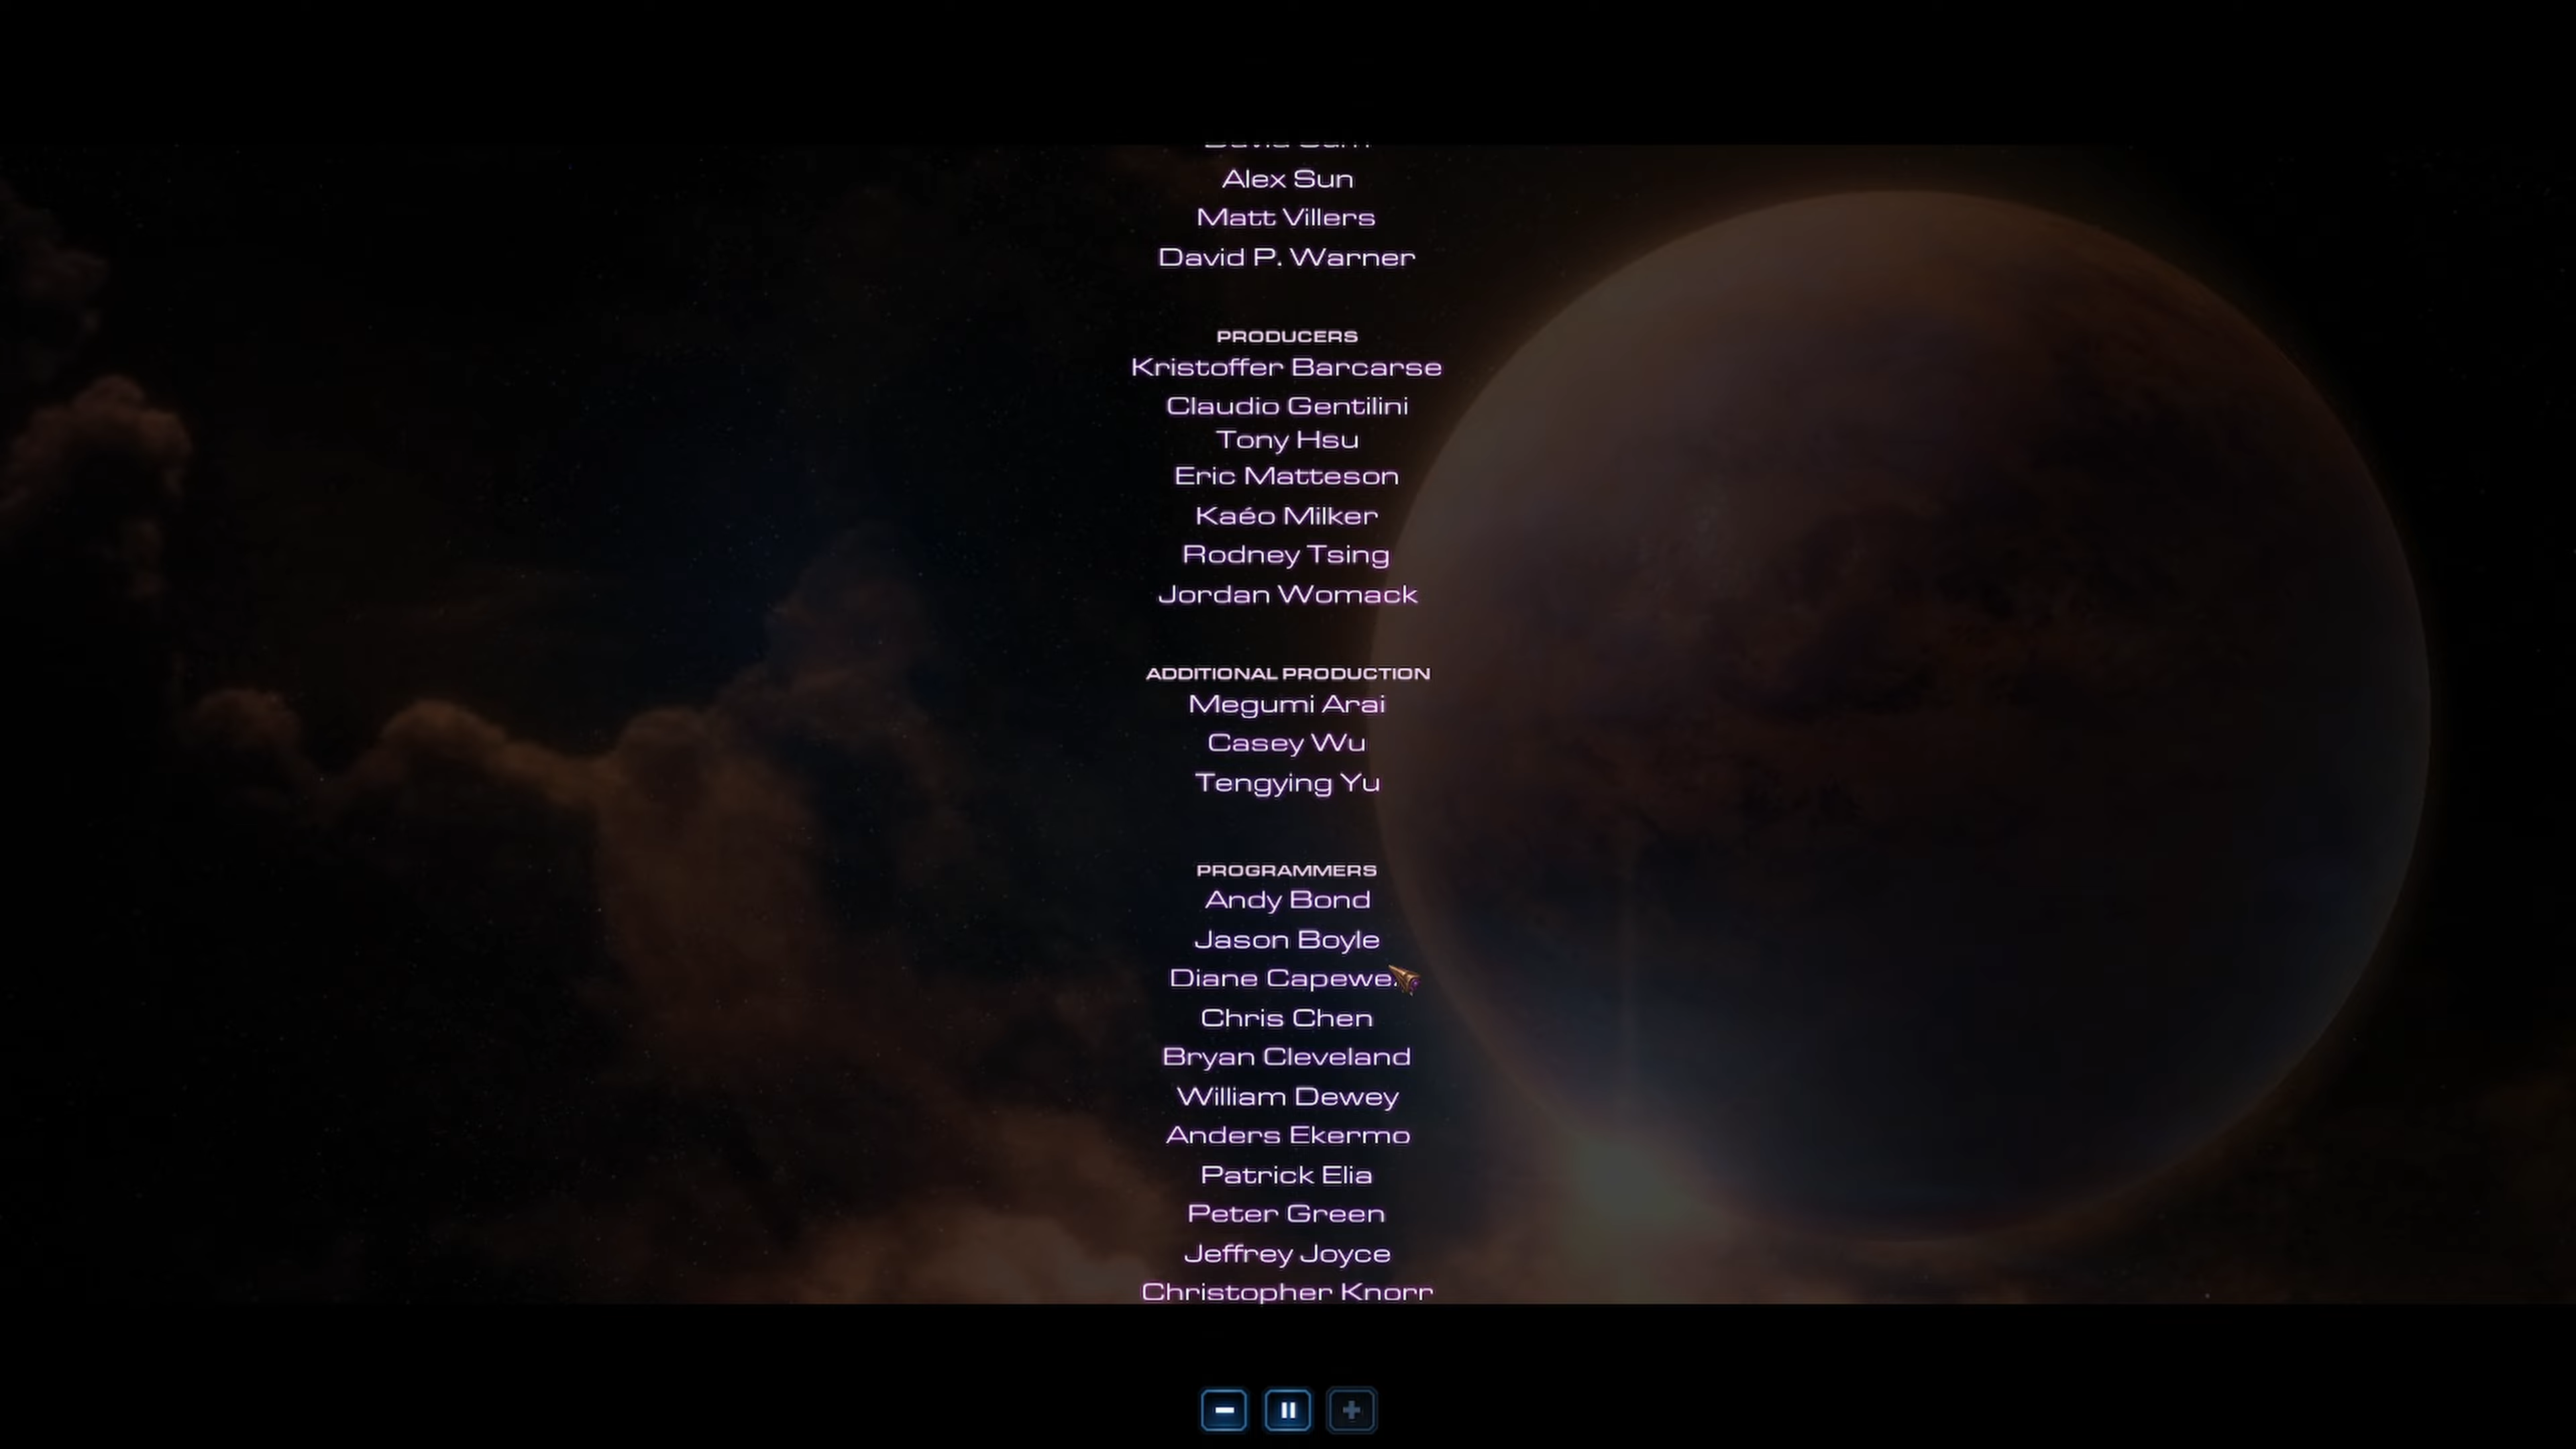 Alex Sun
Matt Villers
David P. Warner
PRODUCERS
Kristoffer Barcarse
Claudio Gentilini
Tony Hsu
Eric Matteson
Kaéo Milker
Rodney Tsing
Jordan Womack
ADDITIONAL PRODUCTION
Megumi Arai
Casey Wu
Tengying Yu
PROGRAMMERS
Andy Bond
Jason Boyle
Diane
Chris Chen
Bryan Cleveland
William Dewey
Anders Ekermo
Patrick Elia
Peter Green
Jeffrey Joyce
Christopher Knorr